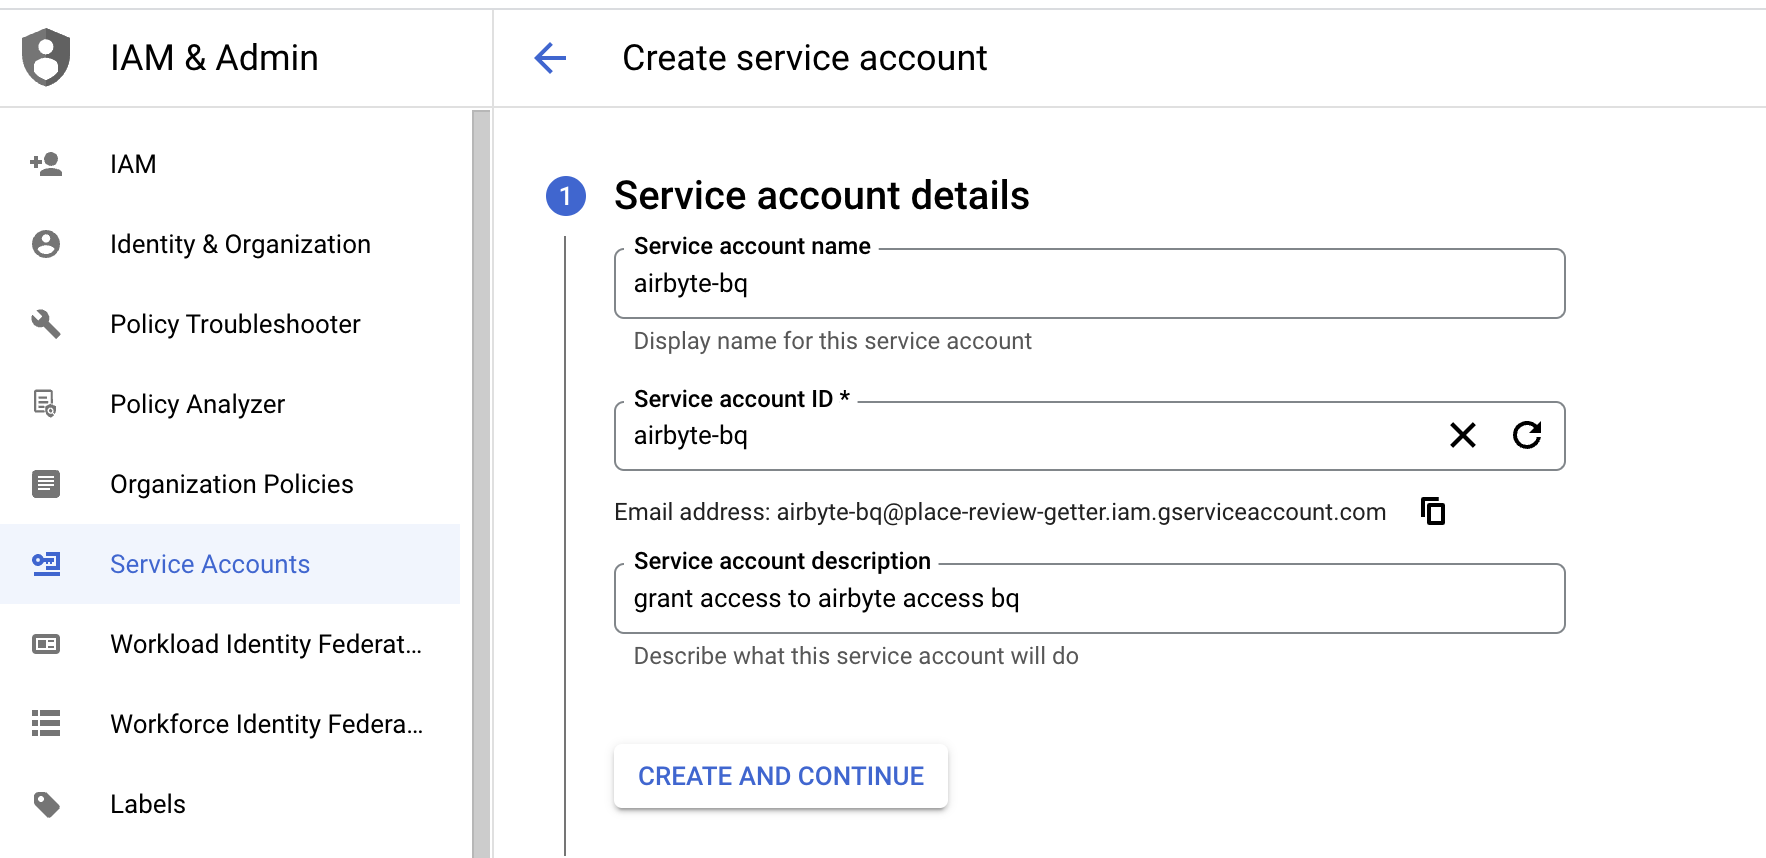 IAM & Admin
Create service account
IAM
Identity & Organization
Policy Troubleshooter
Policy Analyzer
Organization Policies
Service Accounts
Workload Identity Federat...
Workforce Identity Federa...
Labels
1 Service account details
Service account name
airbyte-bq
Display name for this service account
Service account ID *
airbyte-bq
Email address: airbyte-bq@place-review-getter.iam.gserviceaccount.com
Service account description
grant access to airbyte access bq
Describe what this service account will do
CREATE AND CONTINUE